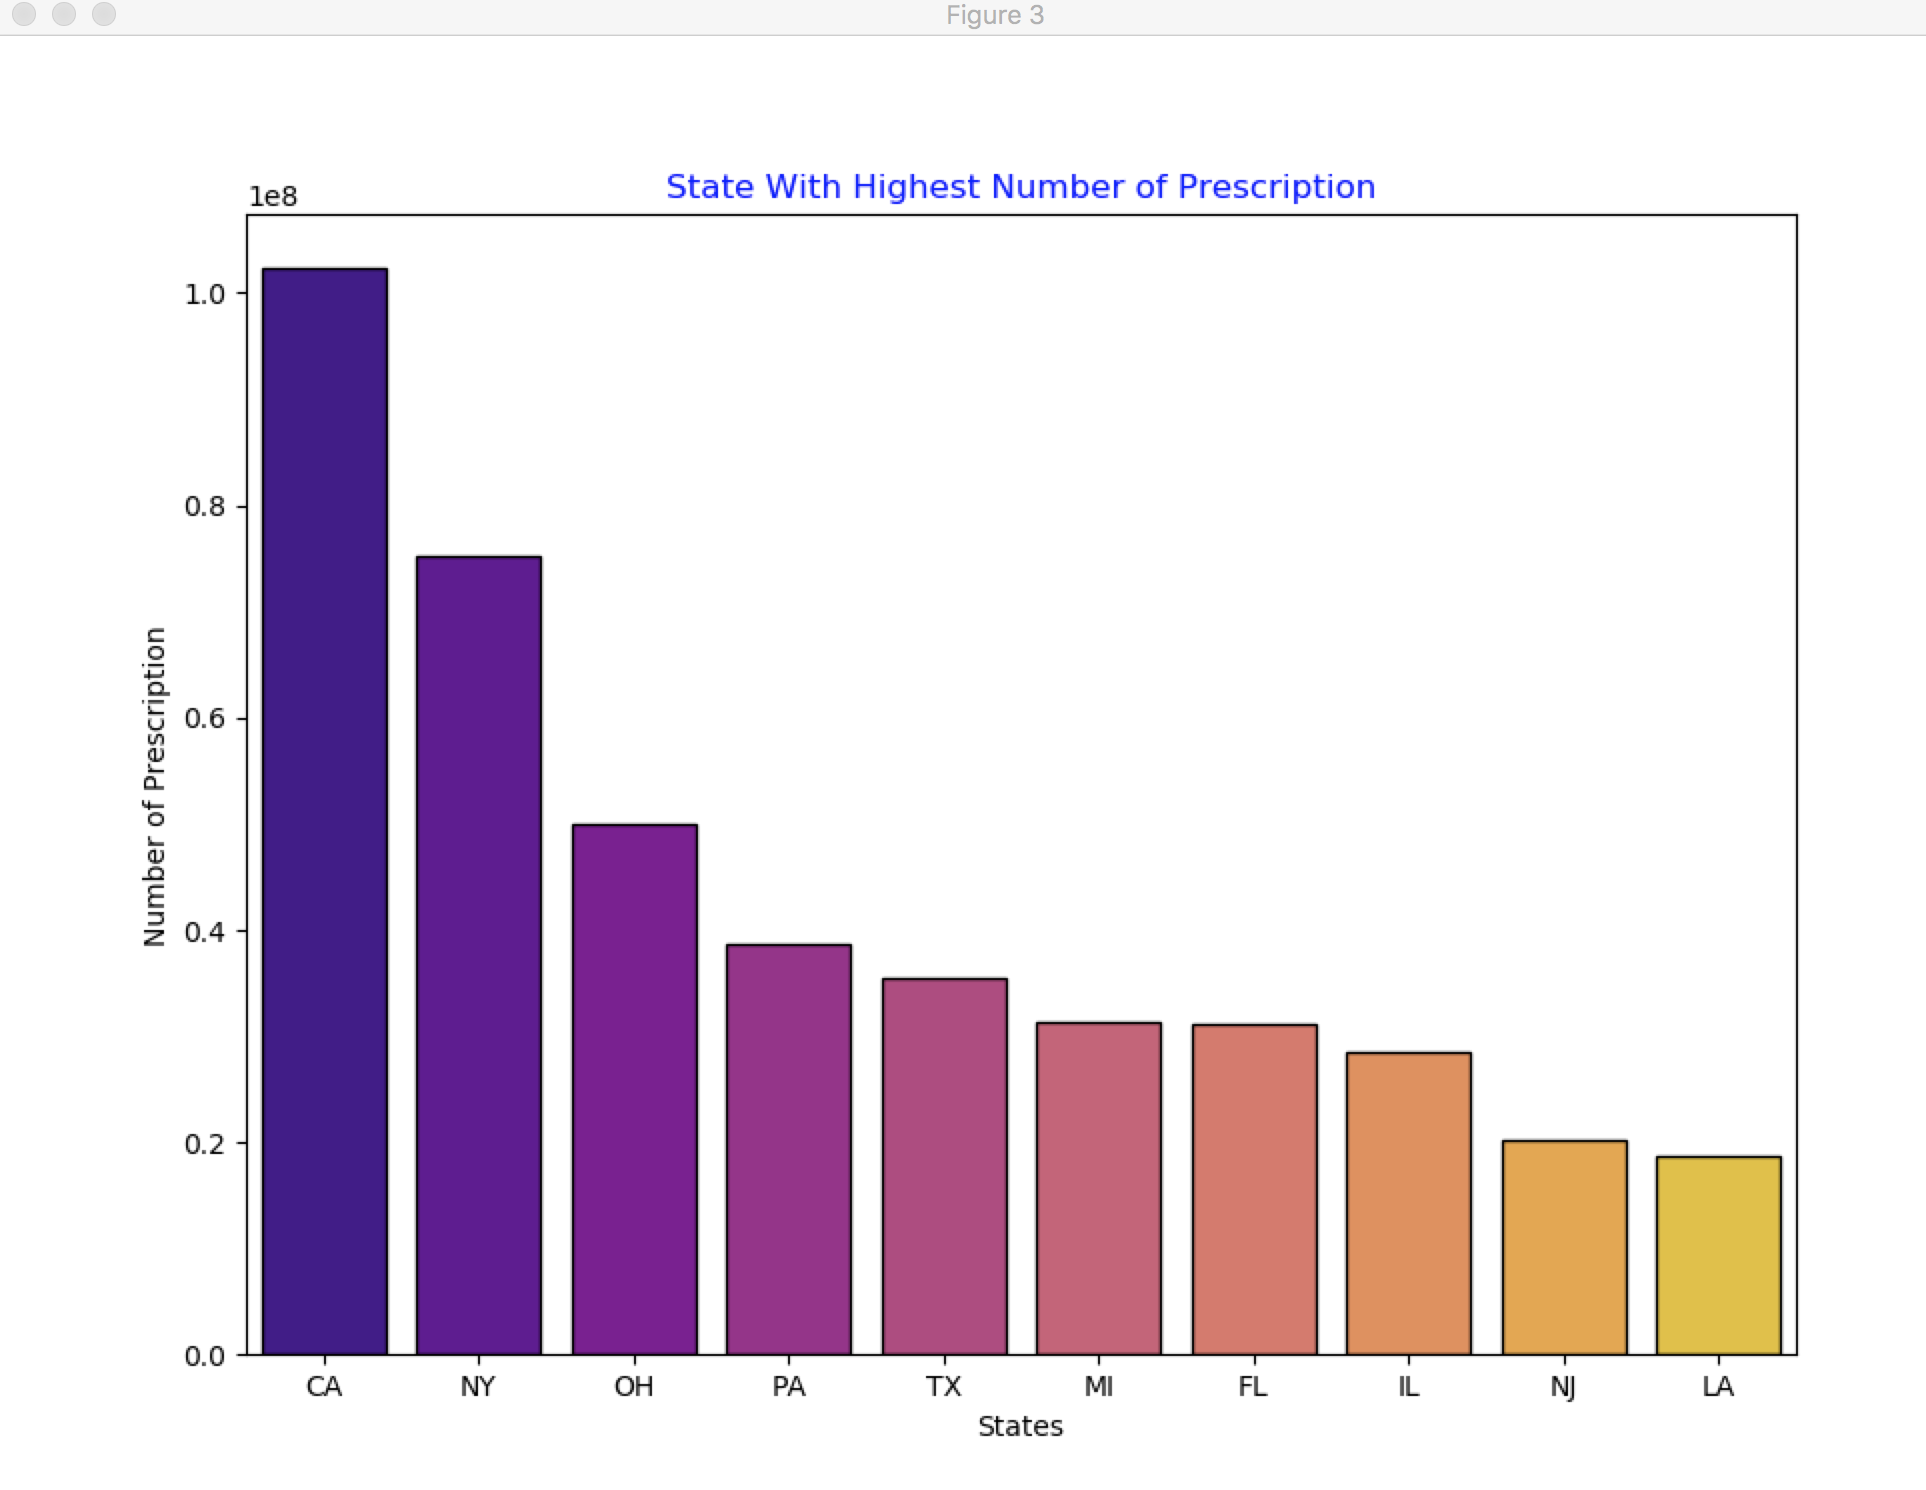 Figure 3
State With Highest Number of Prescription
1e8
1.0
0.8
0.6
0.4
0.2
0.0
Number of Prescription
CA NY OH PA TX MI FL IL NJ LA
States